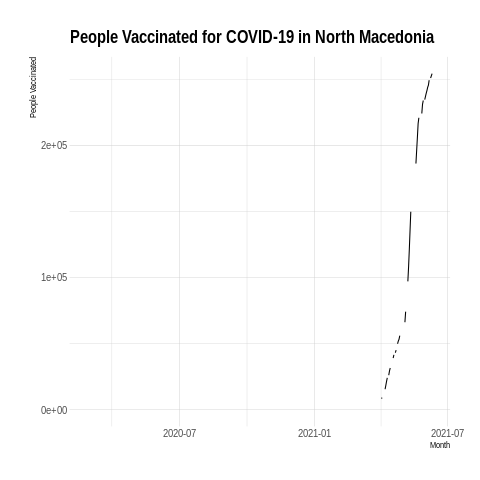 People Vaccinated for COVID-19 in North Macedonia
People Vaccinated
2e+05
1e+05
0e+00
2020-07
2021-01
2021-07
Month